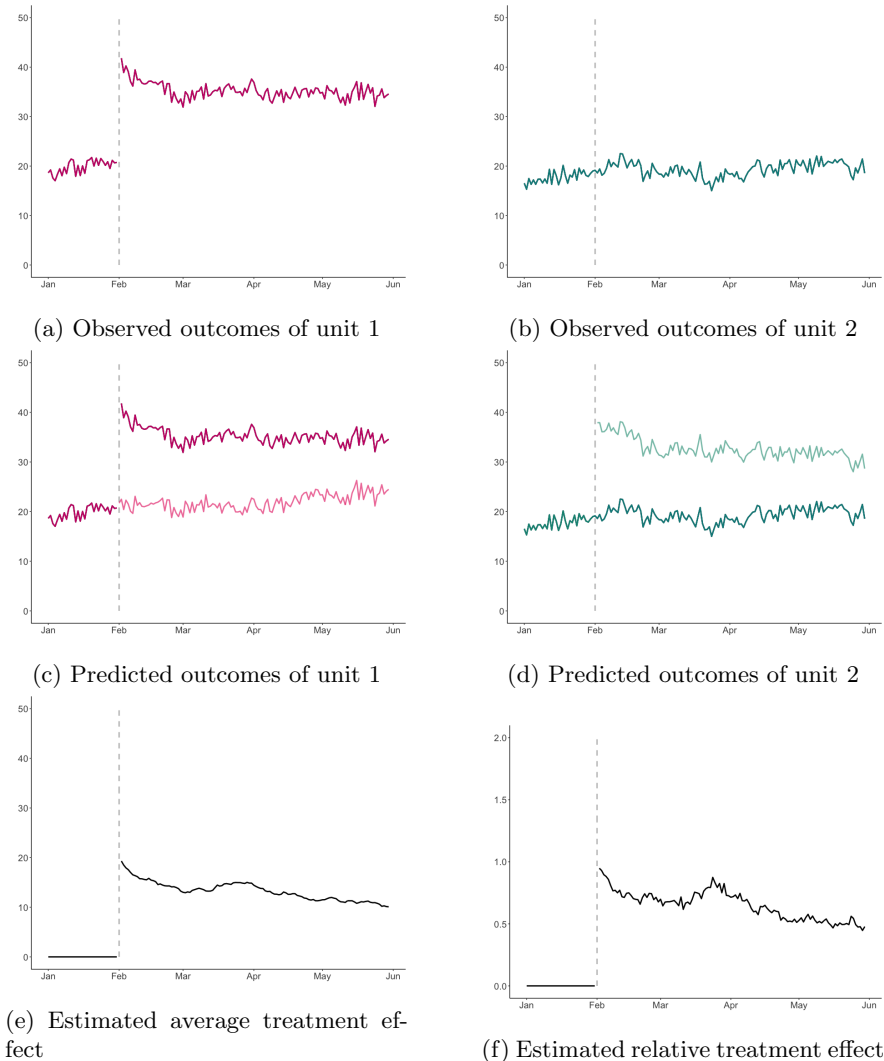 50
40
30
20
10
0
Jan Feb Mar Apr May Jun
50
40
30
20
10
0
Jan Feb Mar Apr May Jun
(a) Observed outcomes of unit 1
(b) Observed outcomes of unit 2
50
40
30
20
10
0
Jan Feb Mar Apr May Jun
50
40
30
20
10
0
Jan Feb Mar Apr May Jun
(c) Predicted outcomes of unit 1
(d) Predicted outcomes of unit 2
50
40
30
20
10
0
Jan Feb Mar Apr May Jun
2.0
1.5
1.0
0.5
0.0
Jan Feb Mar Apr May Jun
(e) Estimated average treatment ef-
fect
(f) Estimated relative treatment effect